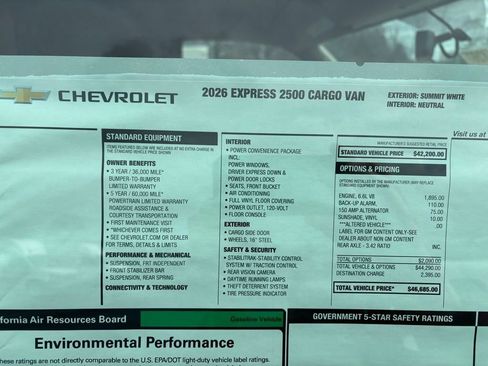 CHEVROLET
2026 EXPRESS 2500 CARGO VAN
EXTERIOR: SUMMIT WHITE
INTERIOR: NEUTRAL
Visit us at
STANDARD EQUIPMENT
ITEMS FEATURED BELOW ARE INCLUDED AT NO EXTRA CHARGE IN
THE STANDARD VEHICLE PRICE SHOWN
OWNER BENEFITS
• 3 YEAR / 36,000 MILE*
BUMPER-TO-BUMPER
LIMITED WARRANTY
• 5 YEAR / 60,000 MILE*
POWERTRAIN LIMITED WARRANTY
ROADSIDE ASSISTANCE &
COURTESY TRANSPORTATION
• FIRST MAINTENANCE VISIT
• *WHICHEVER COMES FIRST
• SEE CHEVROLET.COM OR DEALER
FOR TERMS, DETAILS & LIMITS
PERFORMANCE & MECHANICAL
• SUSPENSION, FRT INDEPENDENT
• FRONT STABILIZER BAR
• SUSPENSION, REAR SPRING
CONNECTIVITY & TECHNOLOGY
INTERIOR
• POWER CONVENIENCE PACKAGE
INCL:
POWER WINDOWS,
DRIVER EXPRESS DOWN &
POWER DOOR LOCKS
• SEATS, FRONT BUCKET
• AIR CONDITIONING
• FULL VINYL FLOOR COVERING
• POWER OUTLET, 120-VOLT
• FLOOR CONSOLE
EXTERIOR
• CARGO SIDE DOOR
• WHEELS, 16" STEEL
SAFETY & SECURITY
• STABILITRAK-STABILITY CONTROL
SYSTEM W/ TRACTION CONTROL
• REAR VISION CAMERA
• DAYTIME RUNNING LAMPS
• THEFT DETERRENT SYSTEM
• TIRE PRESSURE INDICATOR
MANUFACTURER'S SUGGESTED RETAIL PRICE
STANDARD VEHICLE PRICE $42,200.00
OPTIONS & PRICING
OPTIONS INSTALLED BY THE MANUFACTURER (MAY REPLACE
STANDARD EQUIPMENT SHOWN)
ENGINE, 6.6L V8 1,895.00
BACK-UP ALARM, 110.00
150 AMP ALTERNATOR 75.00
SUNSHADE, VINYL 10.00
***ALTERED VEHICLE*** .00
LABEL FOR GM CONTENT ONLY-SEE
DEALER ABOUT NON GM CONTENT
REAR AXLE - 3.42 RATIO INC.
TOTAL OPTIONS $2,090.00
TOTAL VEHICLE & OPTIONS $44,290.00
DESTINATION CHARGE 2,395.00
TOTAL VEHICLE PRICE* $46,685.00
fornia Air Resources Board
Gasoline Vehicle
Environmental Performance
hese ratings are not directly comparable to the U.S. EPA/DOT light-duty vehicle label ratings.
GOVERNMENT 5-STAR SAFETY RATINGS